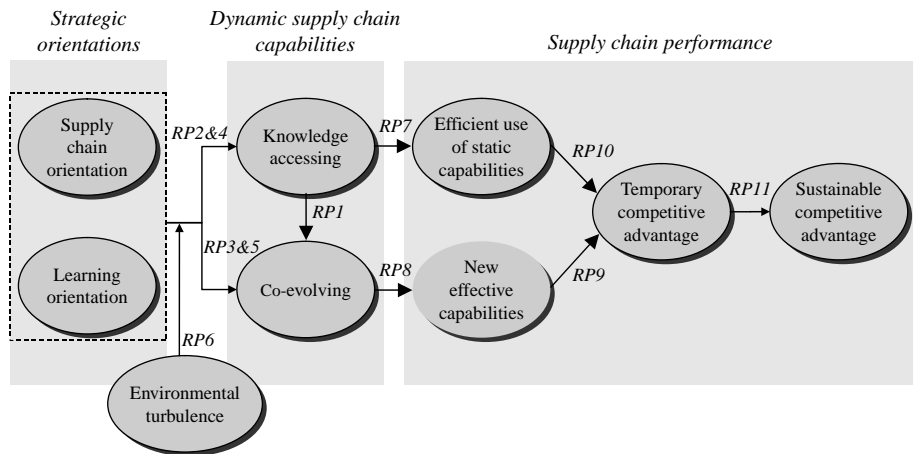 Strategic
orientations
Dynamic supply chain
capabilities
Supply chain performance
Supply
chain
orientation
Learning
orientation
RP2&4
RP3&5
RP6
Environmental
turbulence
Knowledge
accessing
RP1
Co-evolving
RP7
RP8
Efficient use
of static
capabilities
New
effective
capabilities
RP10
RP9
Temporary
competitive
advantage
RP11
Sustainable
competitive
advantage